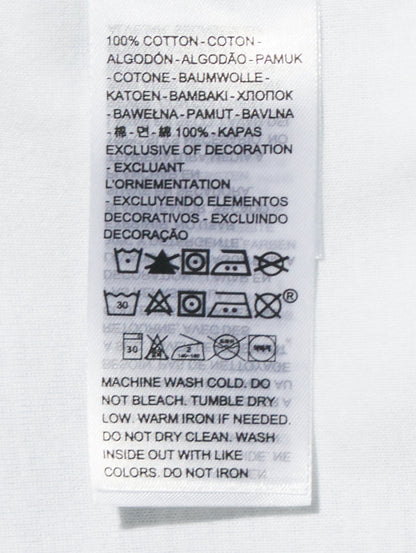 100% COTTON - COTON -
ALGODÓN - ALGODÃO - PAMUK
- COTONE - BAUMWOLLE -
KATOEN - BAMBAKI - ХЛОПОК
- BAWEŁNA - PAMUT - BAVLNA
- 棉 - 면 - 綿 100% - KAPAS
EXCLUSIVE OF DECORATION
- EXCLUANT
L'ORNEMENTATION
- EXCLUYENDO ELEMENTOS
DECORATIVOS - EXCLUINDO
DECORAÇÃO
30 ®
30
MACHINE WASH COLD. DO
NOT BLEACH. TUMBLE DRY
LOW. WARM IRON IF NEEDED.
DO NOT DRY CLEAN. WASH
INSIDE OUT WITH LIKE
COLORS. DO NOT IRON